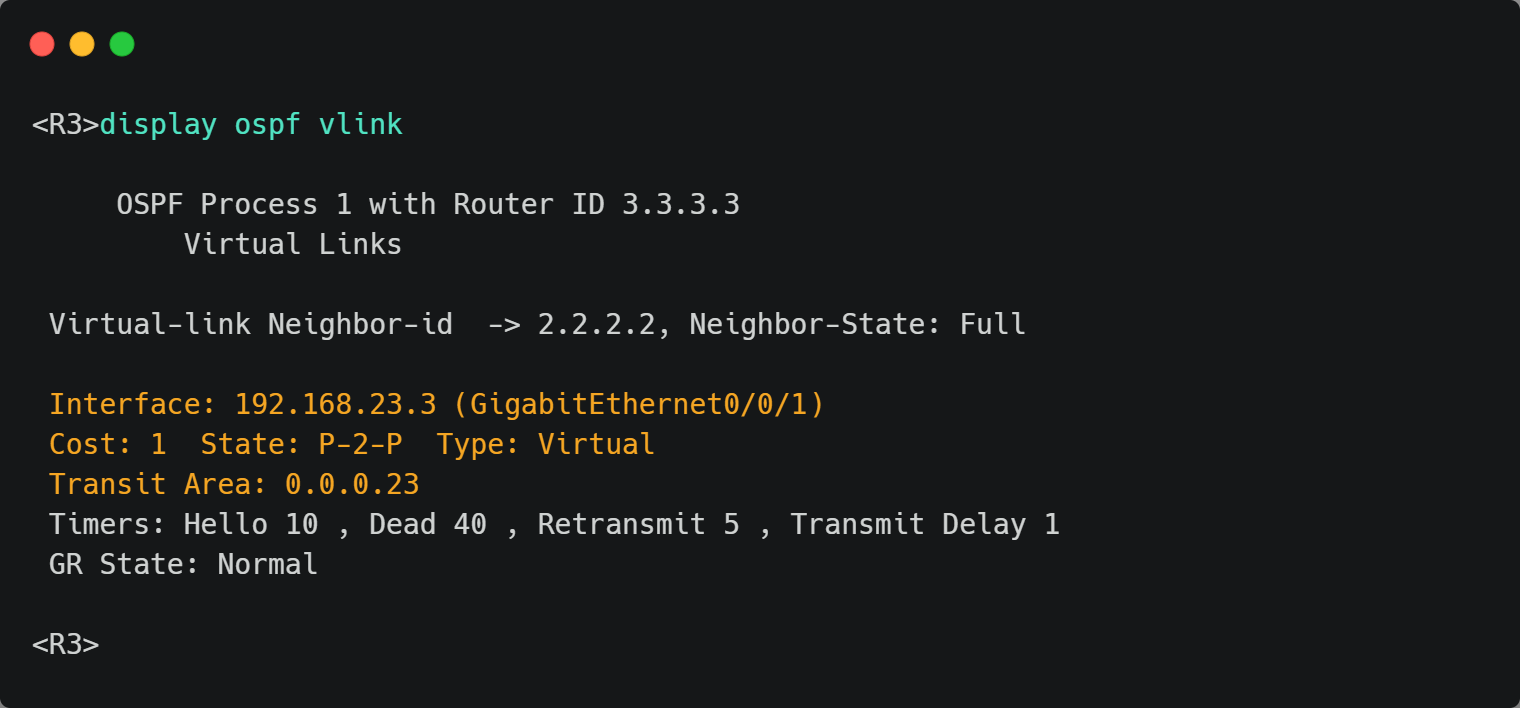 <R3>display ospf vlink
OSPF Process 1 with Router ID 3.3.3.3
Virtual Links
Virtual-link Neighbor-id  -> 2.2.2.2, Neighbor-State: Full
Interface: 192.168.23.3 (GigabitEthernet0/0/1)
Cost: 1  State: P-2-P  Type: Virtual
Transit Area: 0.0.0.23
Timers: Hello 10 , Dead 40 , Retransmit 5 , Transmit Delay 1
GR State: Normal
<R3>